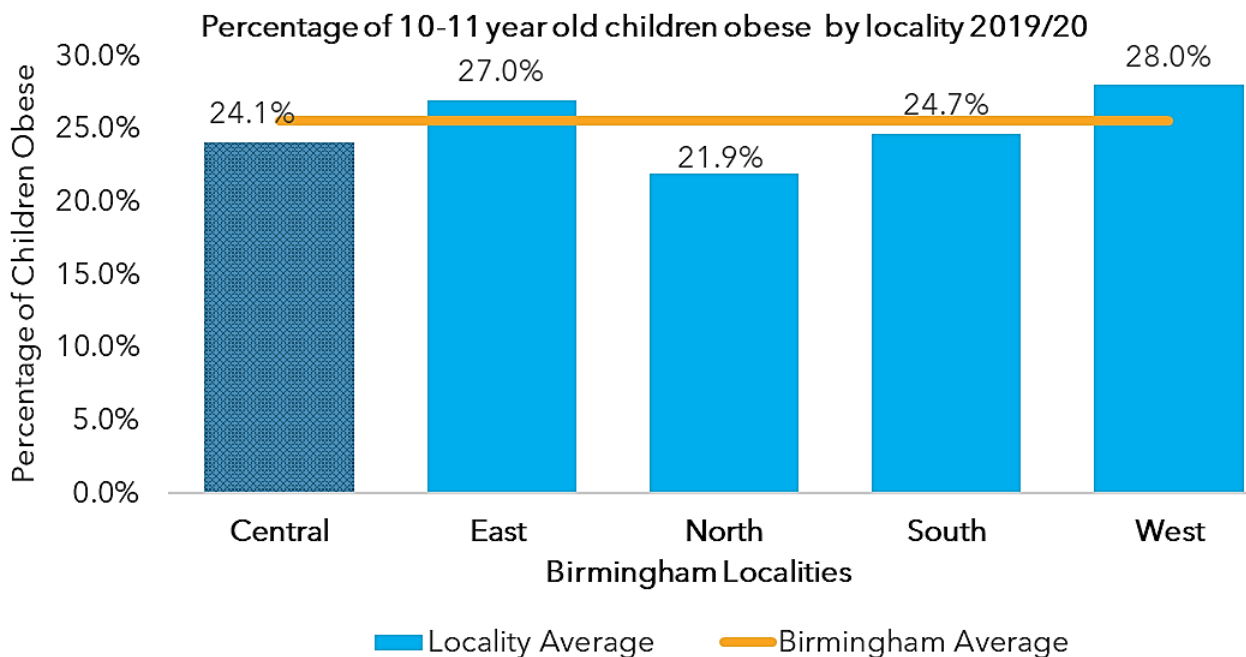 Percentage of 10-11 year old children obese by locality 2019/20
Percentage of Children Obese
30.0%
25.0%
20.0%
15.0%
10.0%
5.0%
0.0%
24.1%
27.0%
21.9%
24.7%
28.0%
Central East North South West
Birmingham Localities
Locality Average Birmingham Average